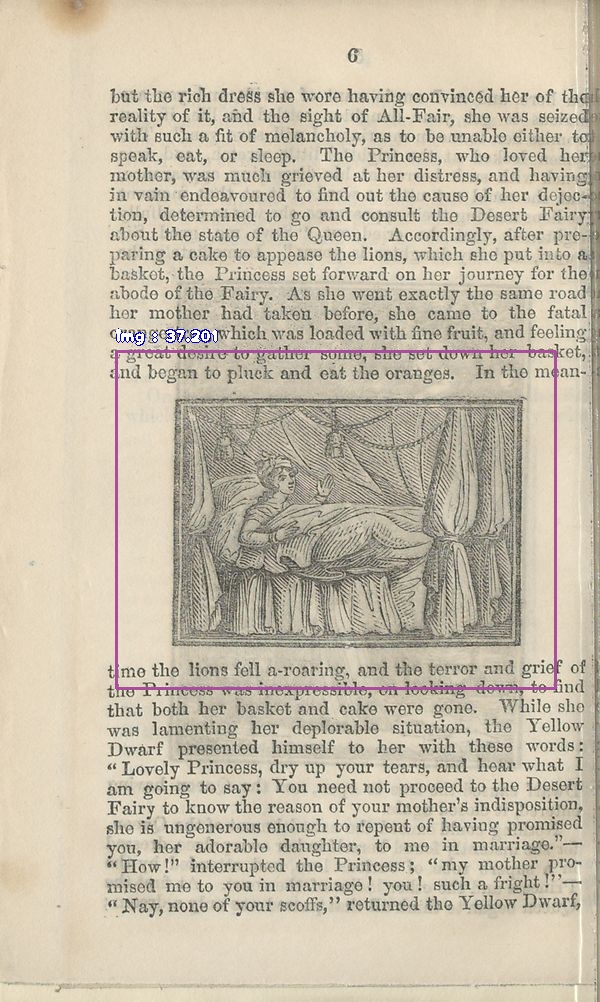 6
but the rich dress she wore having convinced her of the
reality of it, and the sight of All-Fair, she was seized
with such a fit of melancholy, as to be unable either to
speak, eat, or sleep. The Princess, who loved her
mother, was much grieved at her distress, and having
in vain endeavoured to find out the cause of her dejec-
tion, determined to go and consult the Desert Fairy
about the state of the Queen. Accordingly, after pre-
paring a cake to appease the lions, which she put into a
basket, the Princess set forward on her journey for the
abode of the Fairy. As she went exactly the same road
her mother had taken before, she came to the fatal
img : 37.201
which was loaded with fine fruit, and feeling
a great desire to gather some, she set down her basket,
and began to pluck and eat the oranges. In the mean-
time the lions fell a-roaring, and the terror and grief of
the Princess was inexpressible, on looking down, to find
that both her basket and cake were gone. While she
was lamenting her deplorable situation, the Yellow
Dwarf presented himself to her with these words:
“Lovely Princess, dry up your tears, and hear what I
am going to say: You need not proceed to the Desert
Fairy to know the reason of your mother's indisposition,
she is ungenerous enough to repent of having promised
you, her adorable daughter, to me in marriage.”—
“How!” interrupted the Princess; “my mother pro-
mised me to you in marriage! you! such a fright!”—
“Nay, none of your scoffs,” returned the Yellow Dwarf,